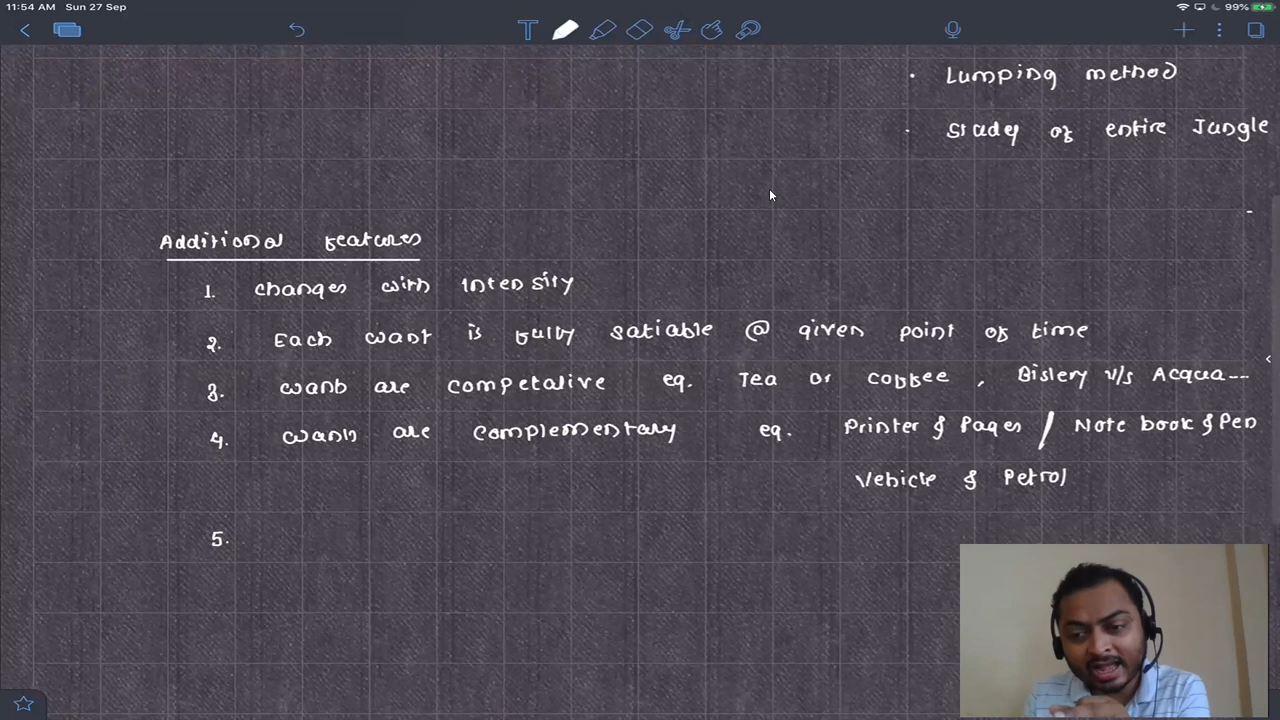 11:54 AM Sun 27 Sep
99%
T
• Lumping method
• Study of entire Jungle
-
Additional features
1. Changes with intensity
2. Each want is fully satiable @ given point of time
3. wants are competative eg. Tea or coffee, Bislery v/s Acqua...
4. wants are complementary eg. Printer & Pages / Note book & Pen
Vehicle & Petrol
5.